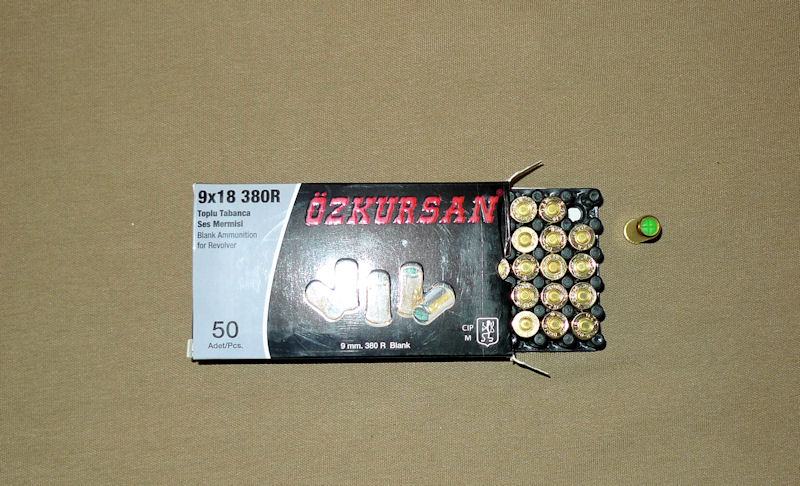 9x18 380R
Toplu Tabanca
Ses Mermisi
Blank Ammunition
for Revolver
50
Adet/Pcs.
ÖZKURSAN®
9 mm. 380 R Blank
CIP
M